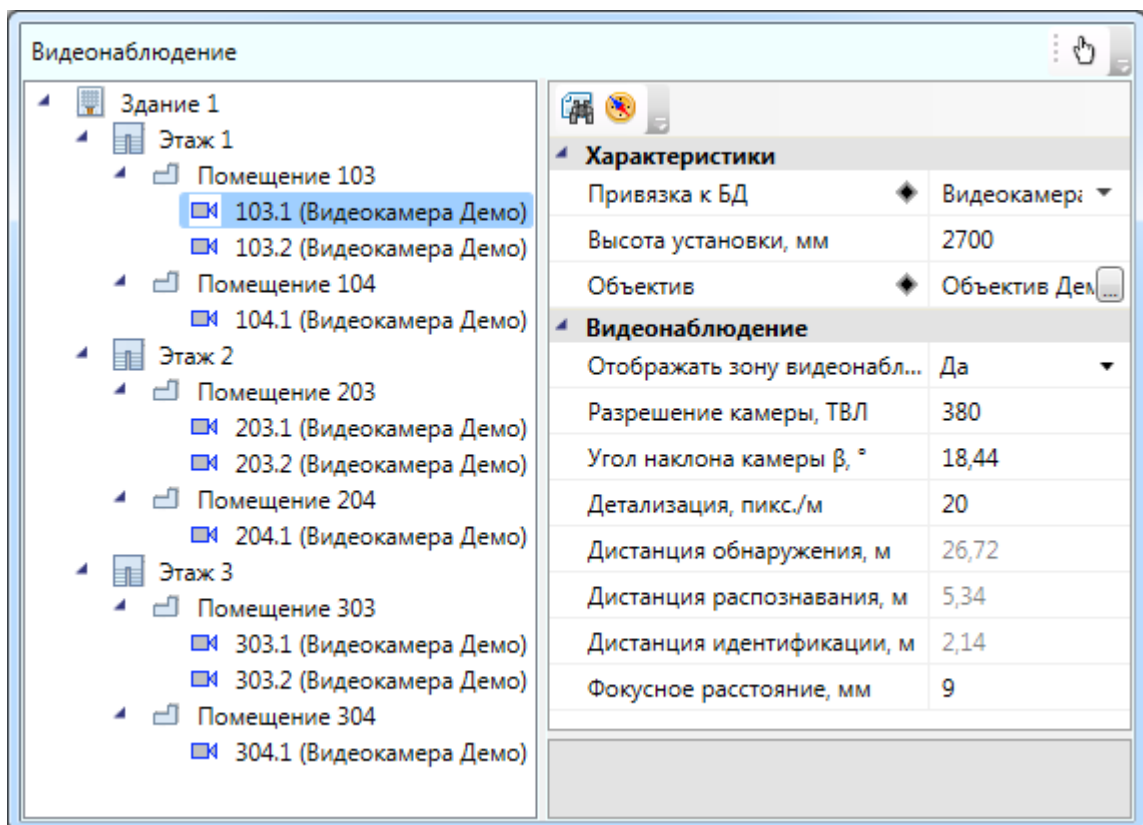 Видеонаблюдение
Здание 1
Этаж 1
Помещение 103
103.1 (Видеокамера Демо)
103.2 (Видеокамера Демо)
Помещение 104
104.1 (Видеокамера Демо)
Этаж 2
Помещение 203
203.1 (Видеокамера Демо)
203.2 (Видеокамера Демо)
Помещение 204
204.1 (Видеокамера Демо)
Этаж 3
Помещение 303
303.1 (Видеокамера Демо)
303.2 (Видеокамера Демо)
Помещение 304
304.1 (Видеокамера Демо)
Характеристики
Привязка к БД Видеокамера
Высота установки, мм 2700
Объектив Объектив Дем ...
Видеонаблюдение
Отображать зону видеонабл... Да
Разрешение камеры, ТВЛ 380
Угол наклона камеры β, ° 18,44
Детализация, пикс./м 20
Дистанция обнаружения, м 26,72
Дистанция распознавания, м 5,34
Дистанция идентификации, м 2,14
Фокусное расстояние, мм 9